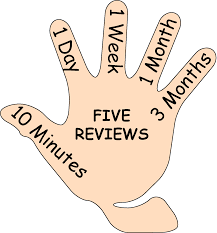 10 Minutes
1 Day
1 Week
1 Month
3 Months
FIVE
REVIEWS